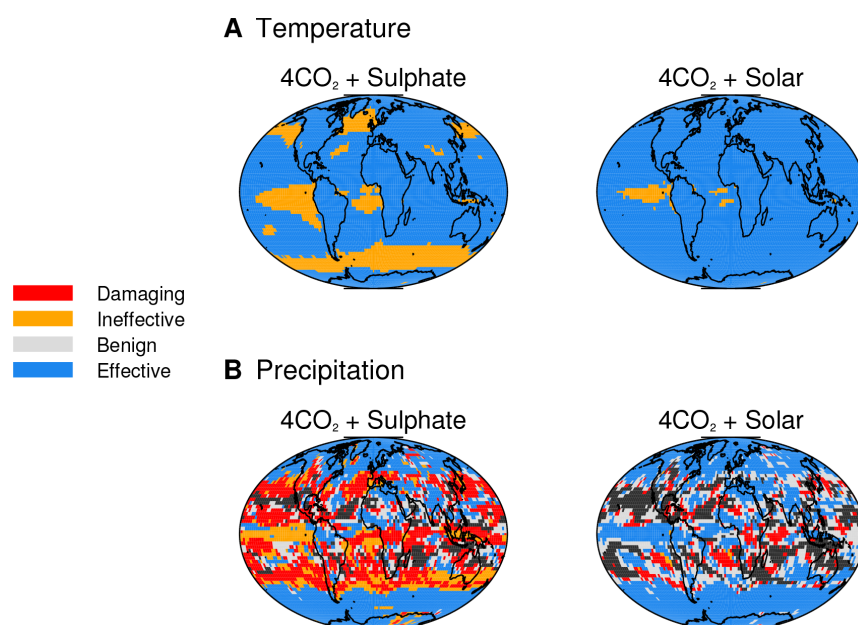 A Temperature
4CO₂ + Sulphate
4CO₂ + Solar
Damaging
Ineffective
Benign
Effective
B Precipitation
4CO₂ + Sulphate
4CO₂ + Solar